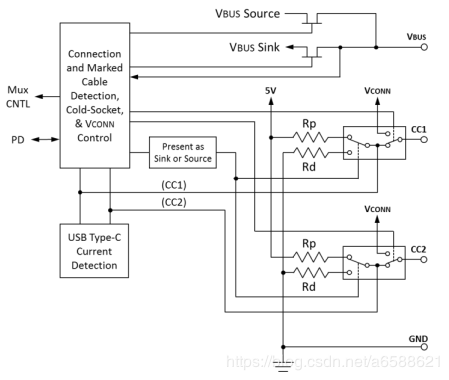 VBUS Source
VBUS
VBUS Sink
Connection
and Marked
Cable
Detection,
Cold-Socket,
& VCONN
Control
Mux
CNTL
PD
5V
VCONN
Rp
CC1
Rd
Present as
Sink or Source
(CC1)
(CC2)
USB Type-C
Current
Detection
VCONN
Rp
CC2
Rd
GND
https://blog.csdn.net/a6588621